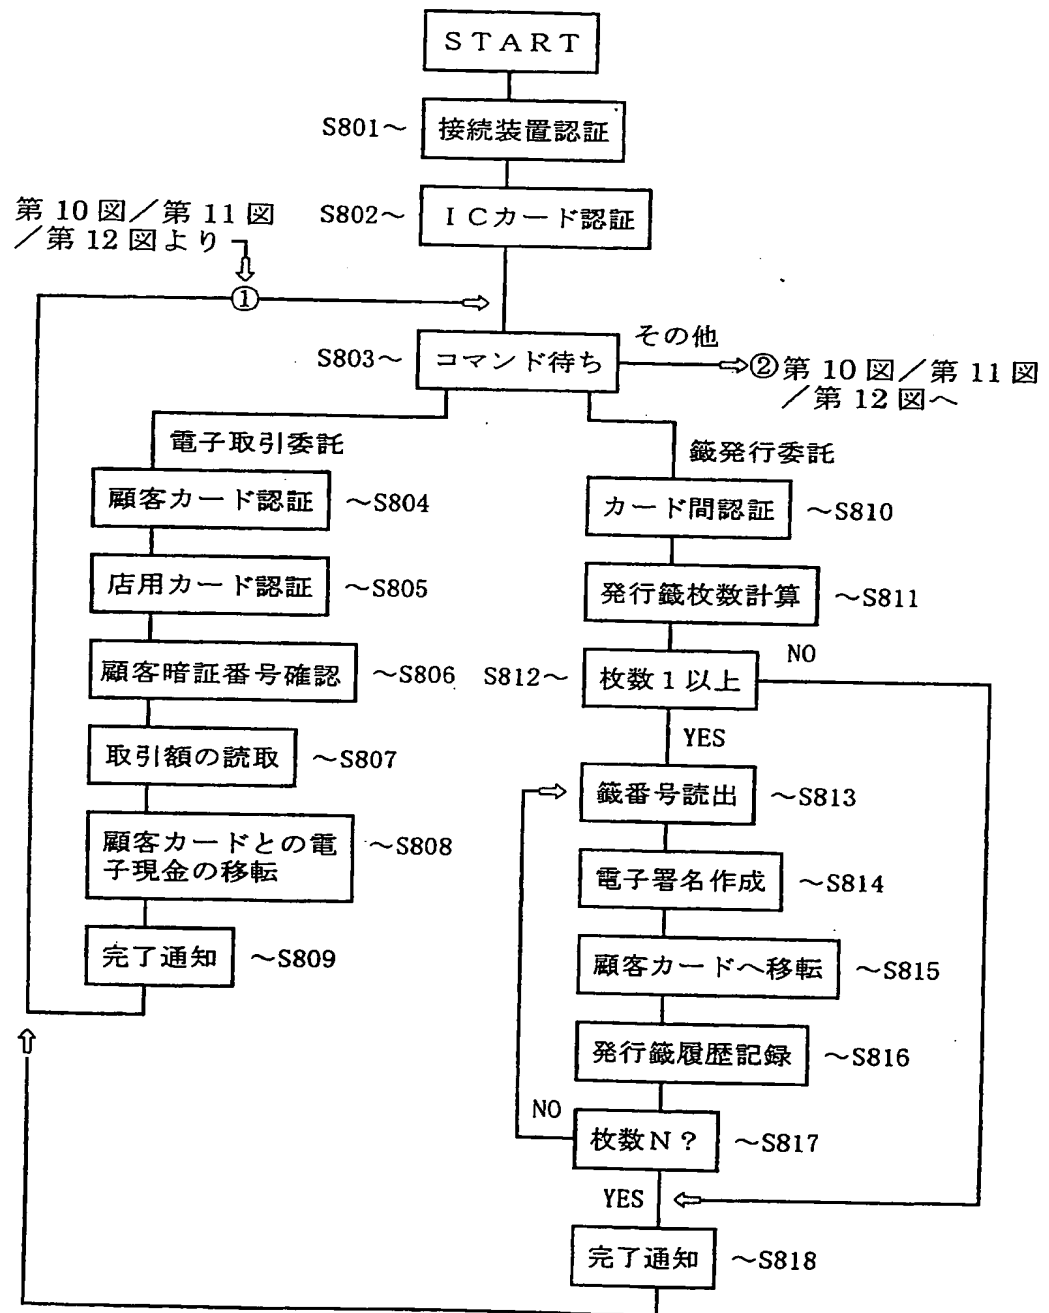 START
S801~ 接続装置認証
第10図／第11図
／第12図より
S802~ ICカード認証
①
S803~ コマンド待ち
その他
②第10図／第11図
／第12図へ
電子取引委託
顧客カード認証 ~S804
店用カード認証 ~S805
顧客暗証番号確認 ~S806
取引額の読取 ~S807
顧客カードとの電
子現金の移転 ~S808
完了通知 ~S809
籤発行委託
カード間認証 ~S810
発行籤枚数計算 ~S811
S812~ 枚数1以上
NO
YES
籤番号読出 ~S813
電子署名作成 ~S814
顧客カードへ移転 ~S815
発行籤履歴記録 ~S816
NO
枚数N？ ~S817
YES
完了通知 ~S818